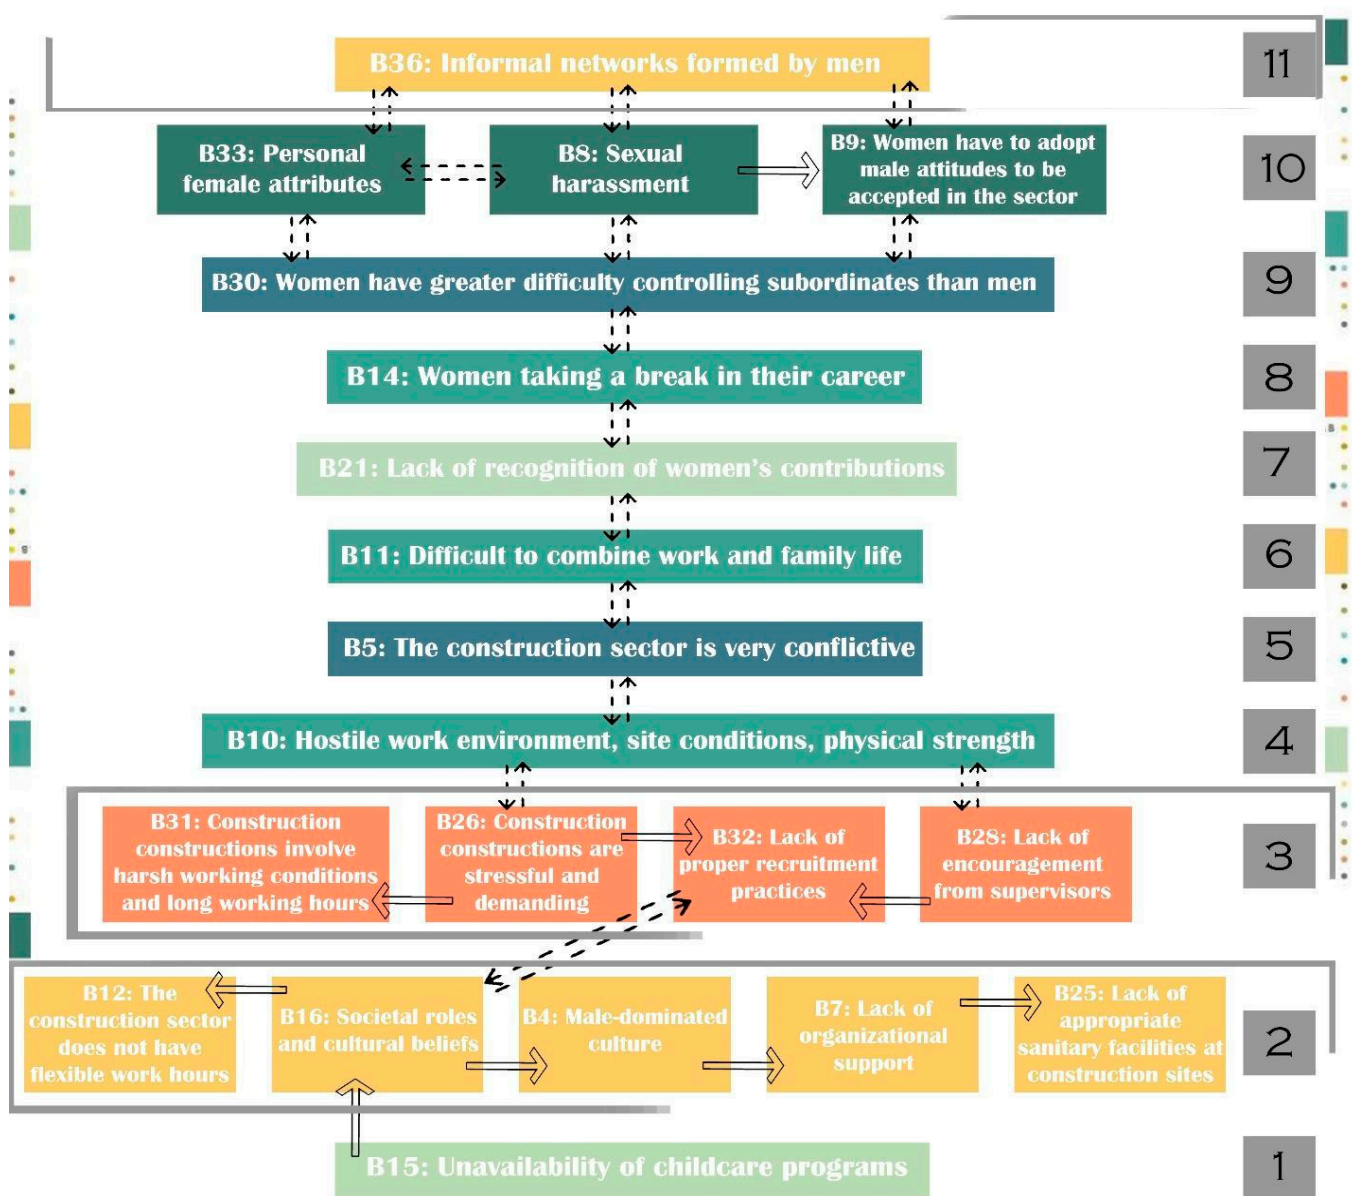 B36: Informal networks formed by men
11
B33: Personal
female attributes
B8: Sexual
harassment
B9: Women have to adopt
male attitudes to be
accepted in the sector
10
B30: Women have greater difficulty controlling subordinates than men
9
B14: Women taking a break in their career
8
B21: Lack of recognition of women's contributions
7
B11: Difficult to combine work and family life
6
B5: The construction sector is very conflictive
5
B10: Hostile work environment, site conditions, physical strength
4
B31: Construction
constructions involve
harsh working conditions
and long working hours
B26: Construction
constructions are
stressful and
demanding
B32: Lack of
proper recruitment
practices
B28: Lack of
encouragement
from supervisors
3
B12: The
construction sector
does not have
flexible work hours
B16: Societal roles
and cultural beliefs
B4: Male-dominated
culture
B7: Lack of
organizational
support
B25: Lack of
appropriate
sanitary facilities at
construction sites
2
B15: Unavailability of childcare programs
1